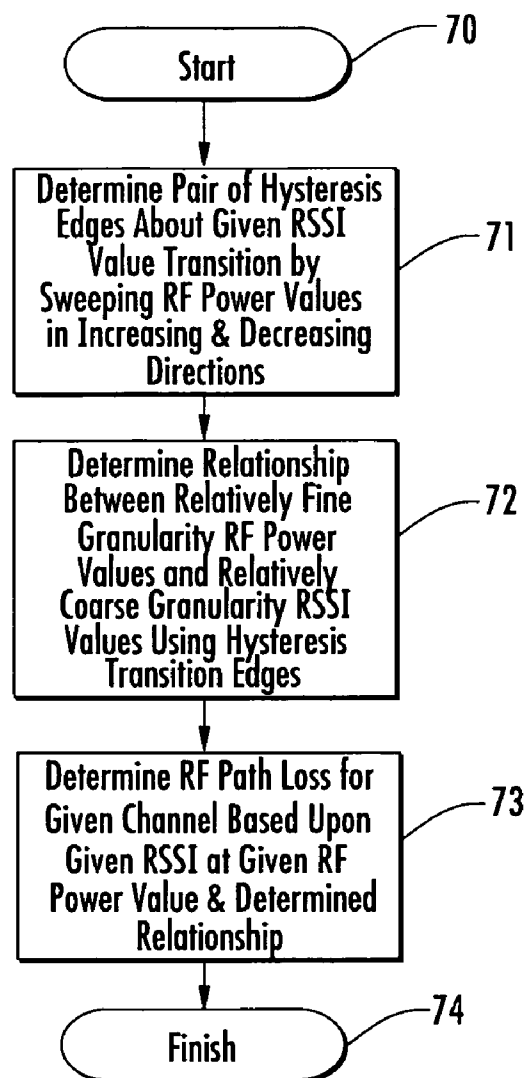 70
Start
Determine Pair of Hysteresis
Edges About Given RSSI
Value Transition by
Sweeping RF Power Values
in Increasing & Decreasing
Directions
71
Determine Relationship
Between Relatively Fine
Granularity RF Power
Values and Relatively
Coarse Granularity RSSI
Values Using Hysteresis
Transition Edges
72
Determine RF Path Loss for
Given Channel Based Upon
Given RSSI at Given RF
Power Value & Determined
Relationship
73
Finish
74